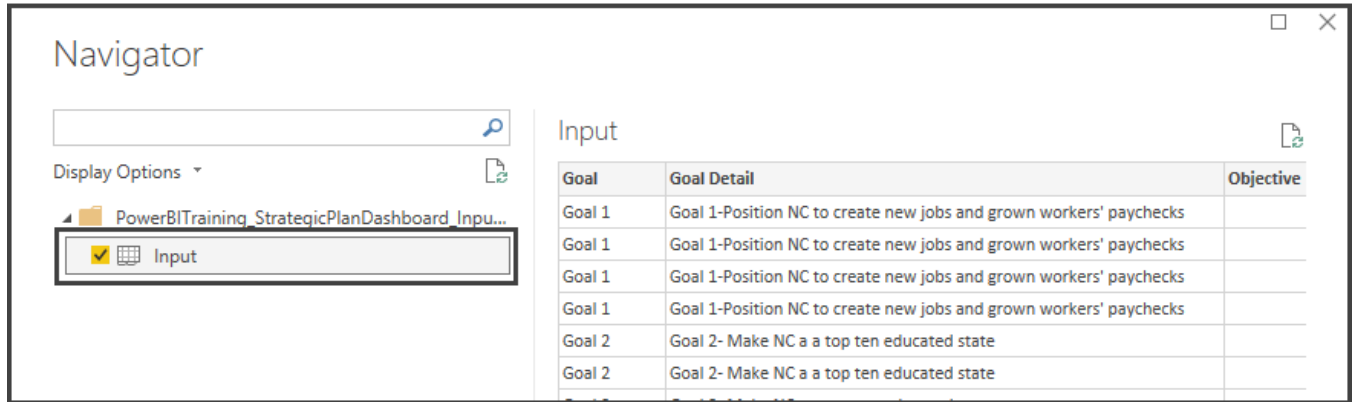 Navigator
Display Options
PowerBITraining_StrategicPlanDashboard_Inpu...
Input
Input
Goal Goal Detail Objective
Goal 1 Goal 1-Position NC to create new jobs and grown workers' paychecks
Goal 1 Goal 1-Position NC to create new jobs and grown workers' paychecks
Goal 1 Goal 1-Position NC to create new jobs and grown workers' paychecks
Goal 1 Goal 1-Position NC to create new jobs and grown workers' paychecks
Goal 2 Goal 2- Make NC a a top ten educated state
Goal 2 Goal 2- Make NC a a top ten educated state